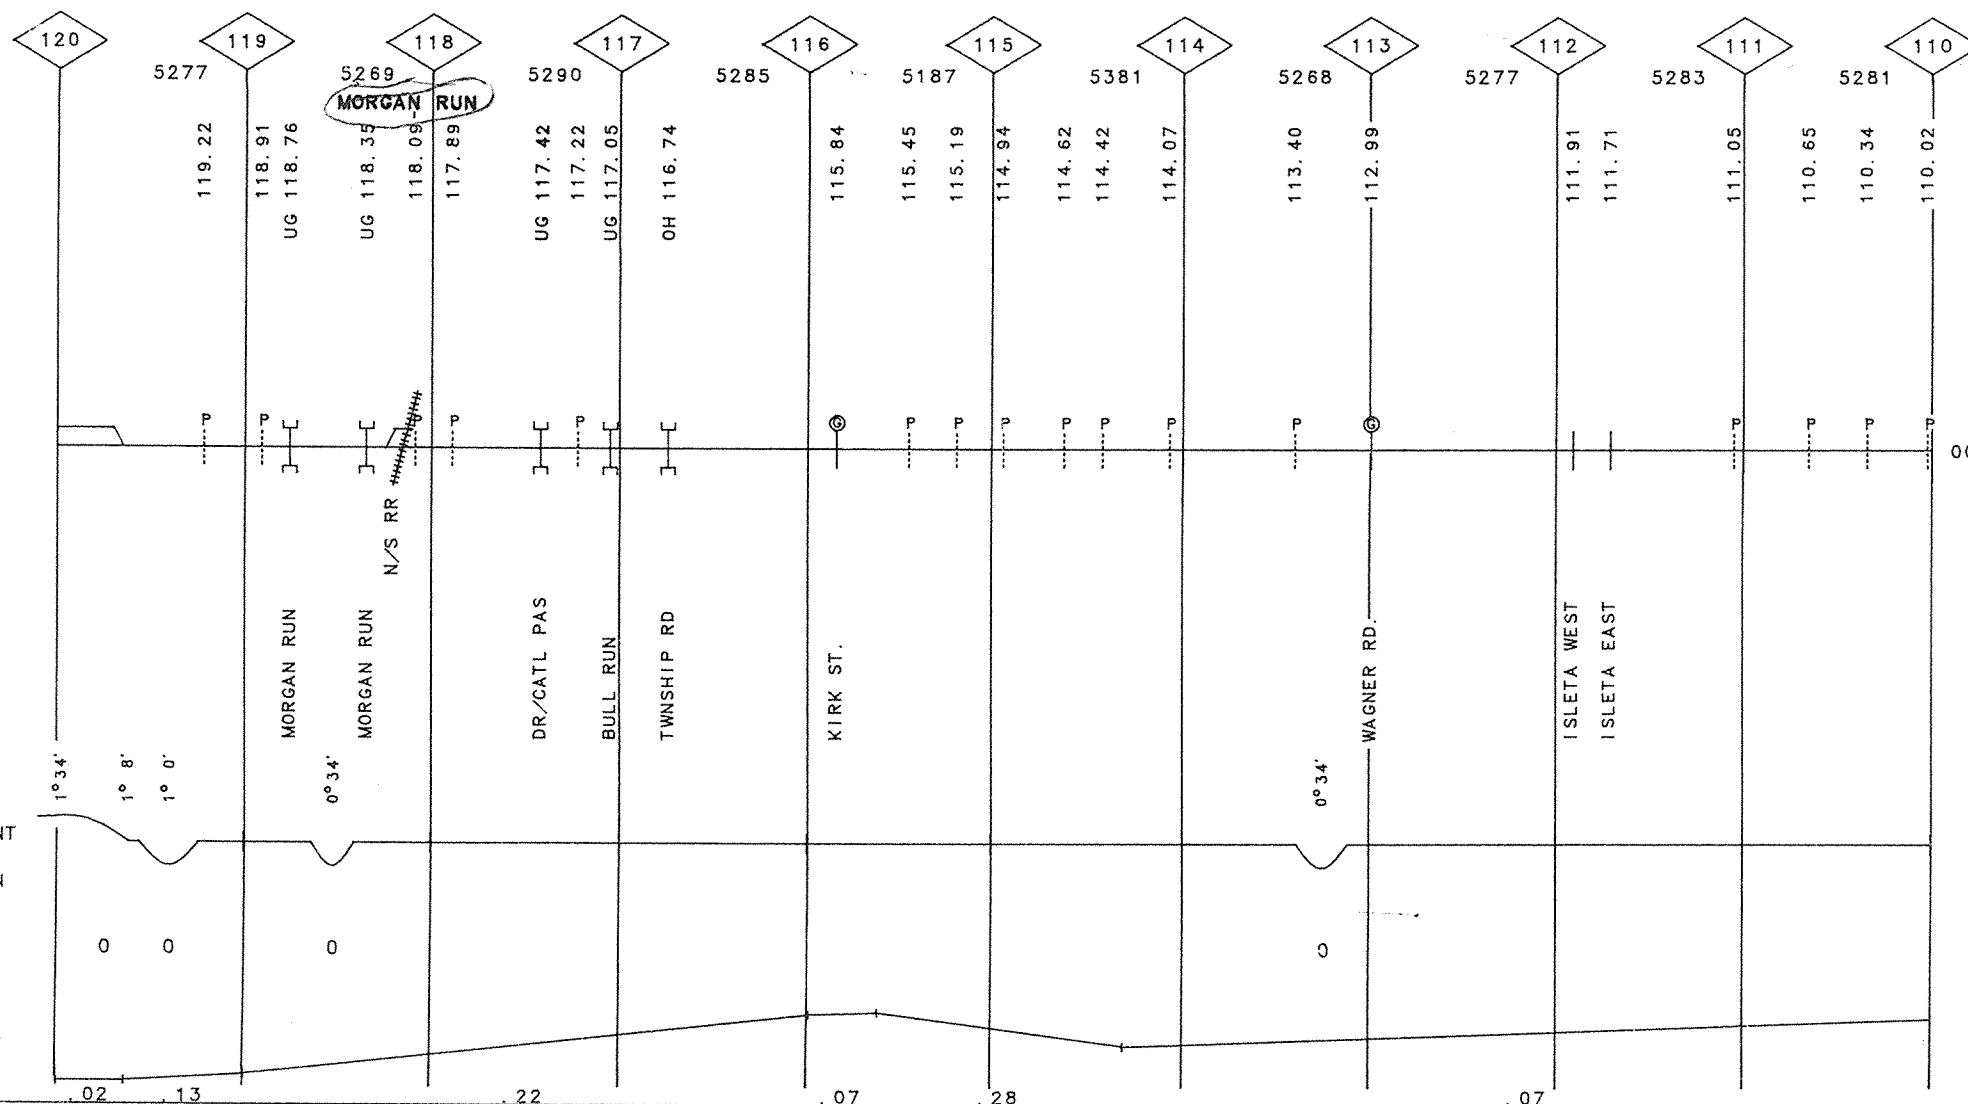 120 119 118 117 116 115 114 113 112 111 110
5277 5269 5290 5285 5187 5381 5268 5277 5283 5281
MORGAN RUN
119.22
118.91
UG 118.76
UG 118.35
118.09
117.89
UG 117.42
117.22
UG 117.05
OH 116.74
115.84
115.45
115.19
114.94
114.62
114.42
114.07
113.40
112.99
111.91
111.71
111.05
110.65
110.34
110.02
P P P P P G P P P P P P P G P P P P
N/S RR
MORGAN RUN
MORGAN RUN
DR/CATL PAS
BULL RUN
TWNSHIP RD
KIRK ST.
WAGNER RD.
ISLETA WEST
ISLETA EAST
1°34'
1° 8'
1° 0'
0°34'
0°34'
NT
N
0 0 0 0
.02 .13 .22 .07 .28 .07